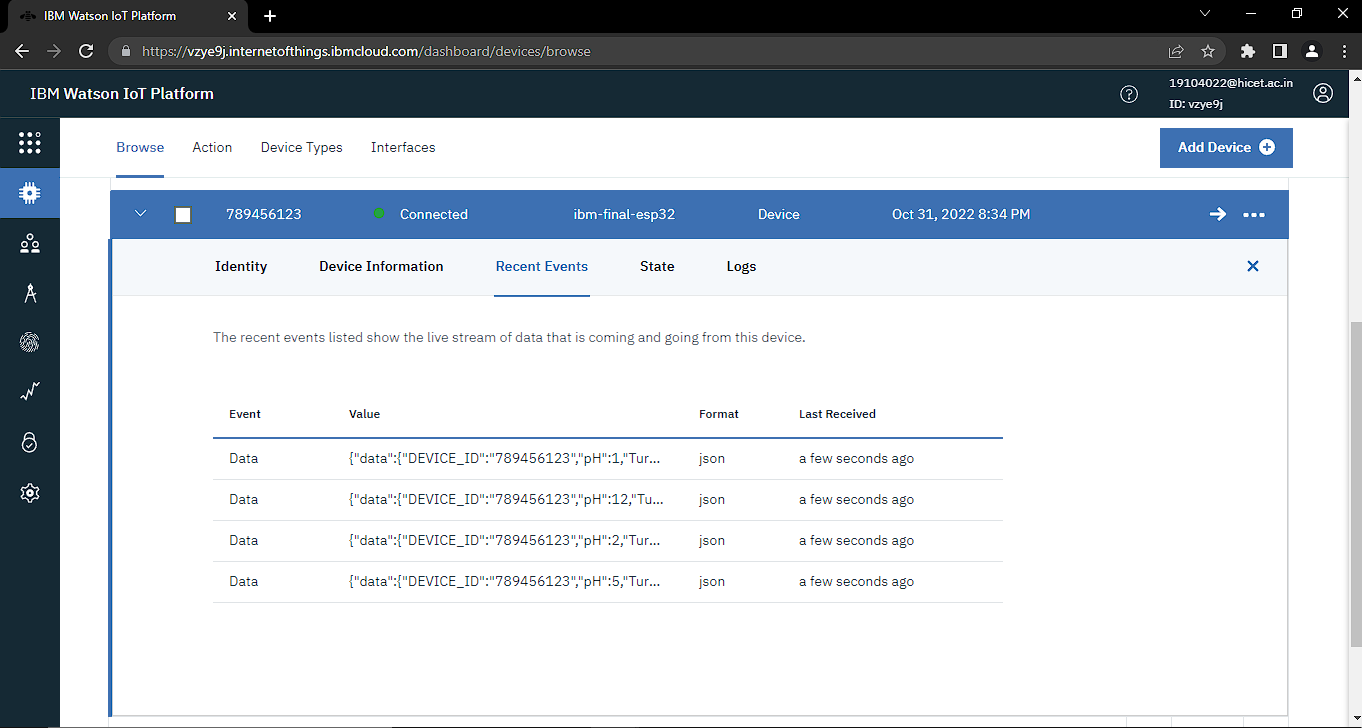 IBM Watson IoT Platform
https://vzye9j.internetofthings.ibmcloud.com/dashboard/devices/browse
IBM Watson IoT Platform
19104022@hicet.ac.in
ID: vzye9j
Browse Action Device Types Interfaces
Add Device
789456123 Connected ibm-final-esp32 Device Oct 31, 2022 8:34 PM
Identity Device Information Recent Events State Logs
The recent events listed show the live stream of data that is coming and going from this device.
Event Value Format Last Received
Data {"data":{"DEVICE_ID":"789456123","pH":1,"Tur... json a few seconds ago
Data {"data":{"DEVICE_ID":"789456123","pH":12,"Tu... json a few seconds ago
Data {"data":{"DEVICE_ID":"789456123","pH":2,"Tur... json a few seconds ago
Data {"data":{"DEVICE_ID":"789456123","pH":5,"Tur... json a few seconds ago